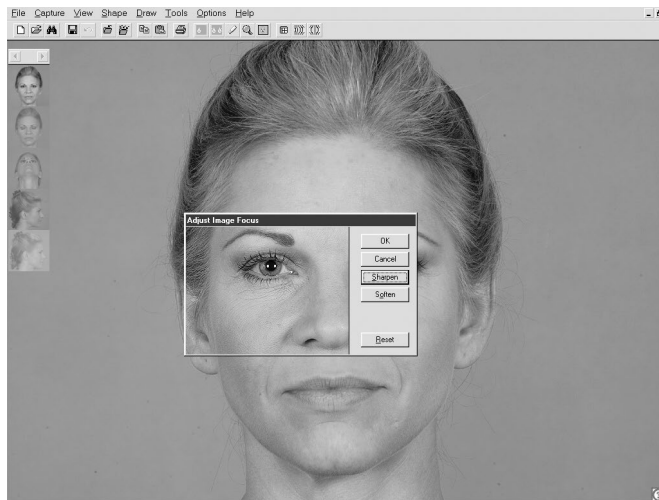 File Capture View Shape Draw Tools Options Help
Adjust Image Focus
OK
Cancel
Sharpen
Soften
Reset